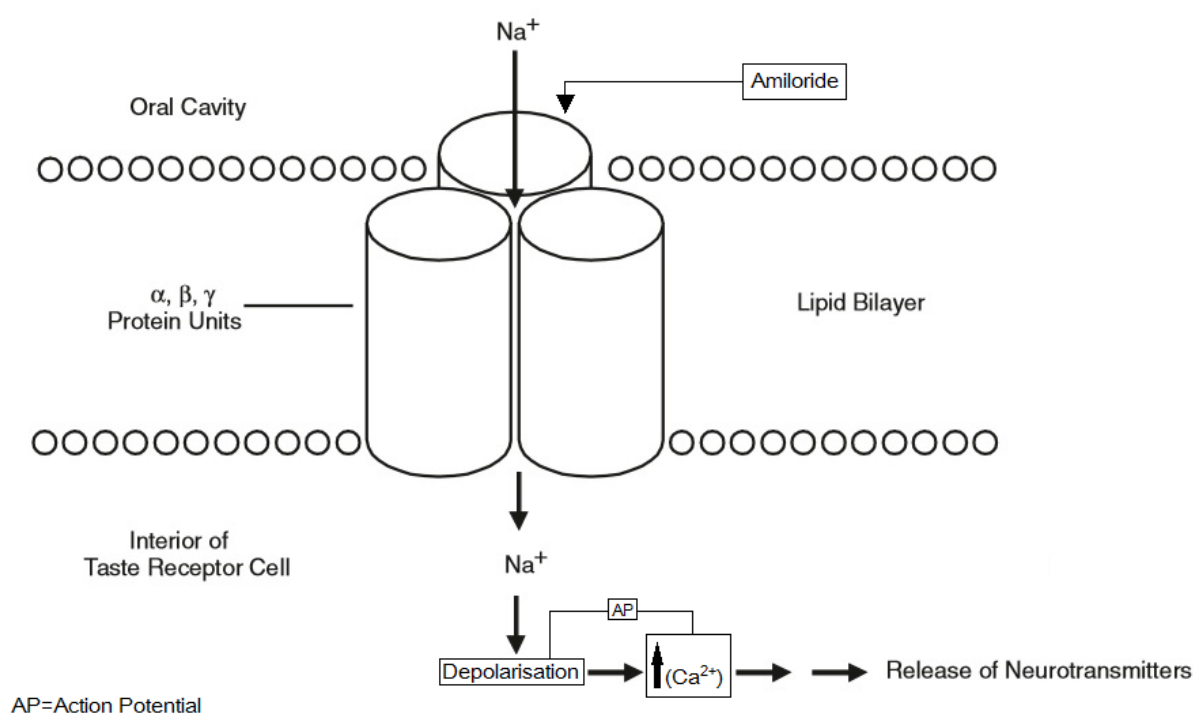 Na⁺
Amiloride
Oral Cavity
α, β, γ
Protein Units
Lipid Bilayer
Interior of
Taste Receptor Cell
Na⁺
AP
Depolarisation
(Ca²⁺)
Release of Neurotransmitters
AP=Action Potential